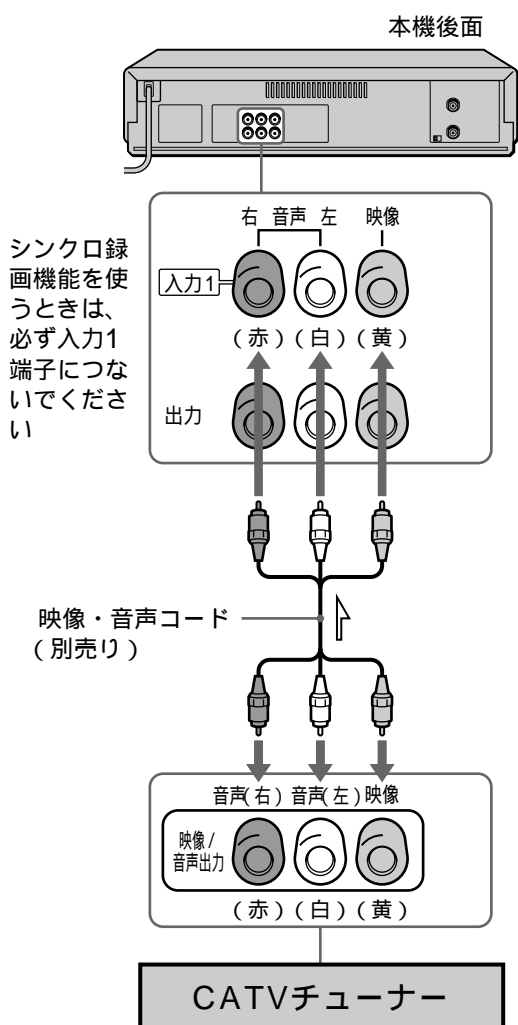 本機後面
右 音声 左 映像
入力1
(赤)(白)(黄)
出力
シンクロ録
画機能を使
うときは、
必ず入力1
端子につな
いでくださ
い
映像・音声コード
(別売り)
音声(右) 音声(左) 映像
映像/
音声出力
(赤)(白)(黄)
CATVチューナー